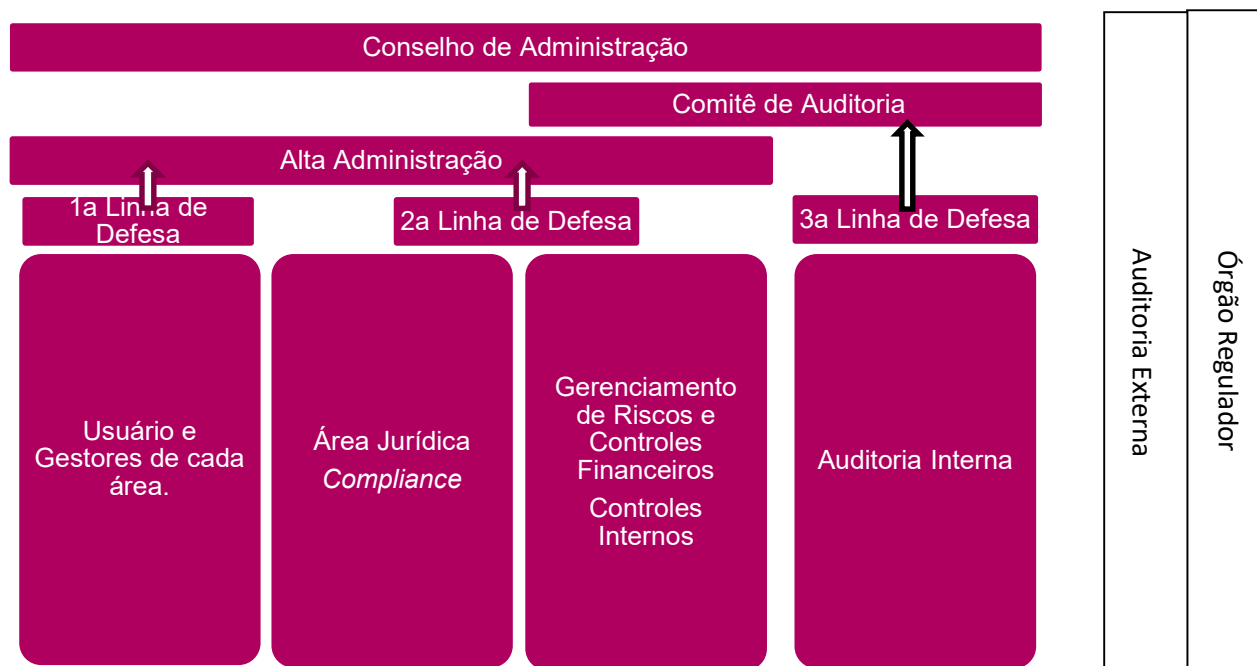 Conselho de Administração
Comitê de Auditoria
Alta Administração
1a Linha de
Defesa
2a Linha de Defesa
3a Linha de Defesa
Usuário e
Gestores de cada
área.
Área Jurídica
Compliance
Gerenciamento
de Riscos e
Controles
Financeiros
Controles
Internos
Auditoria Interna
Auditoria Externa
Órgão Regulador